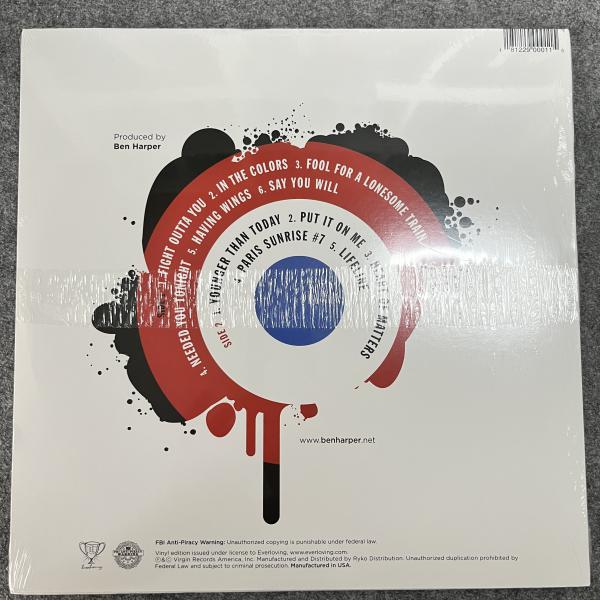 81229 00011
Produced by
Ben Harper
FIGHT OUTTA YOU 2. IN THE COLORS 3. FOOL FOR A LONESOME TRAIN
4. NEEDED YOU TONIGHT 5. HAVING WINGS 6. SAY YOU WILL
SIDE 2 1. YOUNGER THAN TODAY 2. PUT IT ON ME 3. HEART OF MATTERS
4. PARIS SUNRISE #7 5. LIFELINE
www.benharper.net
FBI Anti-Piracy Warning: Unauthorized copying is punishable under federal law.
Vinyl edition issued under license to Everloving, www.everloving.com.
℗&© Virgin Records America, Inc. Manufactured and Distributed by Ryko Distribution. Unauthorized duplication prohibited by
Federal Law and subject to criminal prosecution. Manufactured in USA.
Everloving